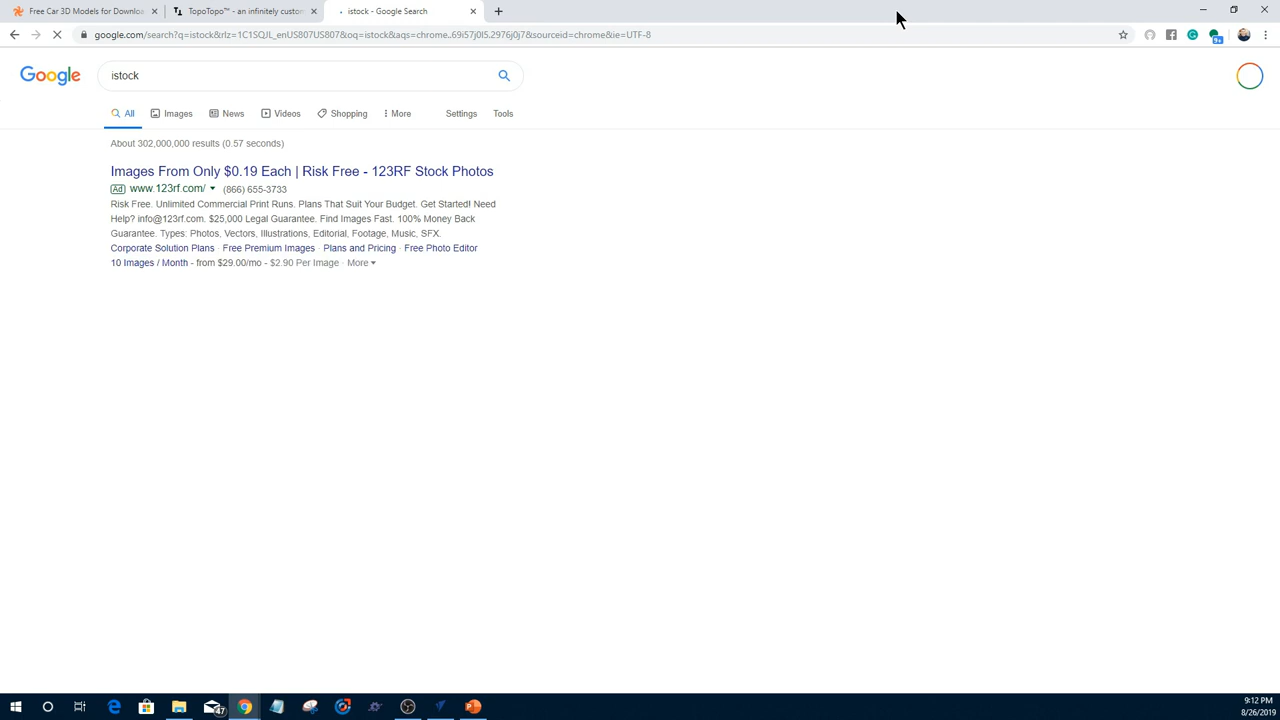 Free Car 3D Models for Downloa
TopoTopo™ - an infinitely custom
istock - Google Search
google.com/search?q=istock&rlz=1C1SQJL_enUS807US807&oq=istock&aqs=chrome..69i57j0l5.2976j0j7&sourceid=chrome&ie=UTF-8
Google
istock
All Images News Videos Shopping More Settings Tools
About 302,000,000 results (0.57 seconds)
Images From Only $0.19 Each | Risk Free - 123RF Stock Photos
Ad www.123rf.com/ (866) 655-3733
Risk Free. Unlimited Commercial Print Runs. Plans That Suit Your Budget. Get Started! Need
Help? info@123rf.com. $25,000 Legal Guarantee. Find Images Fast. 100% Money Back
Guarantee. Types: Photos, Vectors, Illustrations, Editorial, Footage, Music, SFX.
Corporate Solution Plans · Free Premium Images · Plans and Pricing · Free Photo Editor
10 Images / Month - from $29.00/mo - $2.90 Per Image · More
47
9:12 PM
8/26/2019